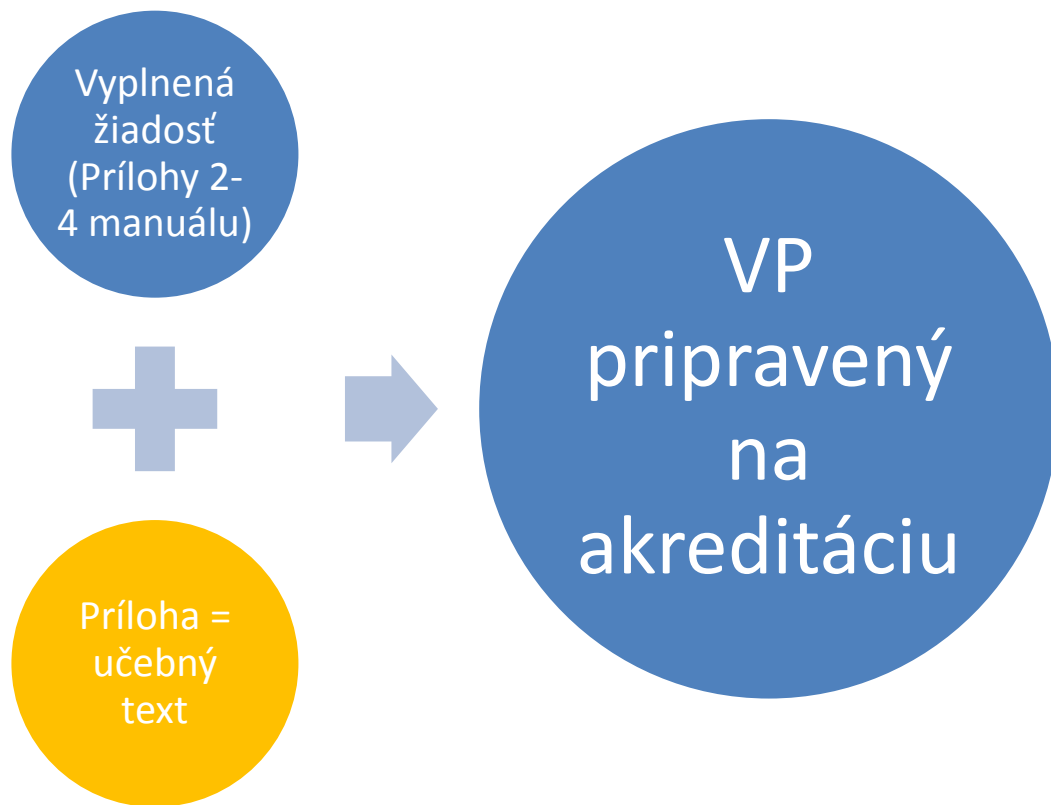 Vyplnená
žiadosť
(Prílohy 2-
4 manuálu)
Príloha =
učebný
text
VP
pripravený
na
akreditáciu